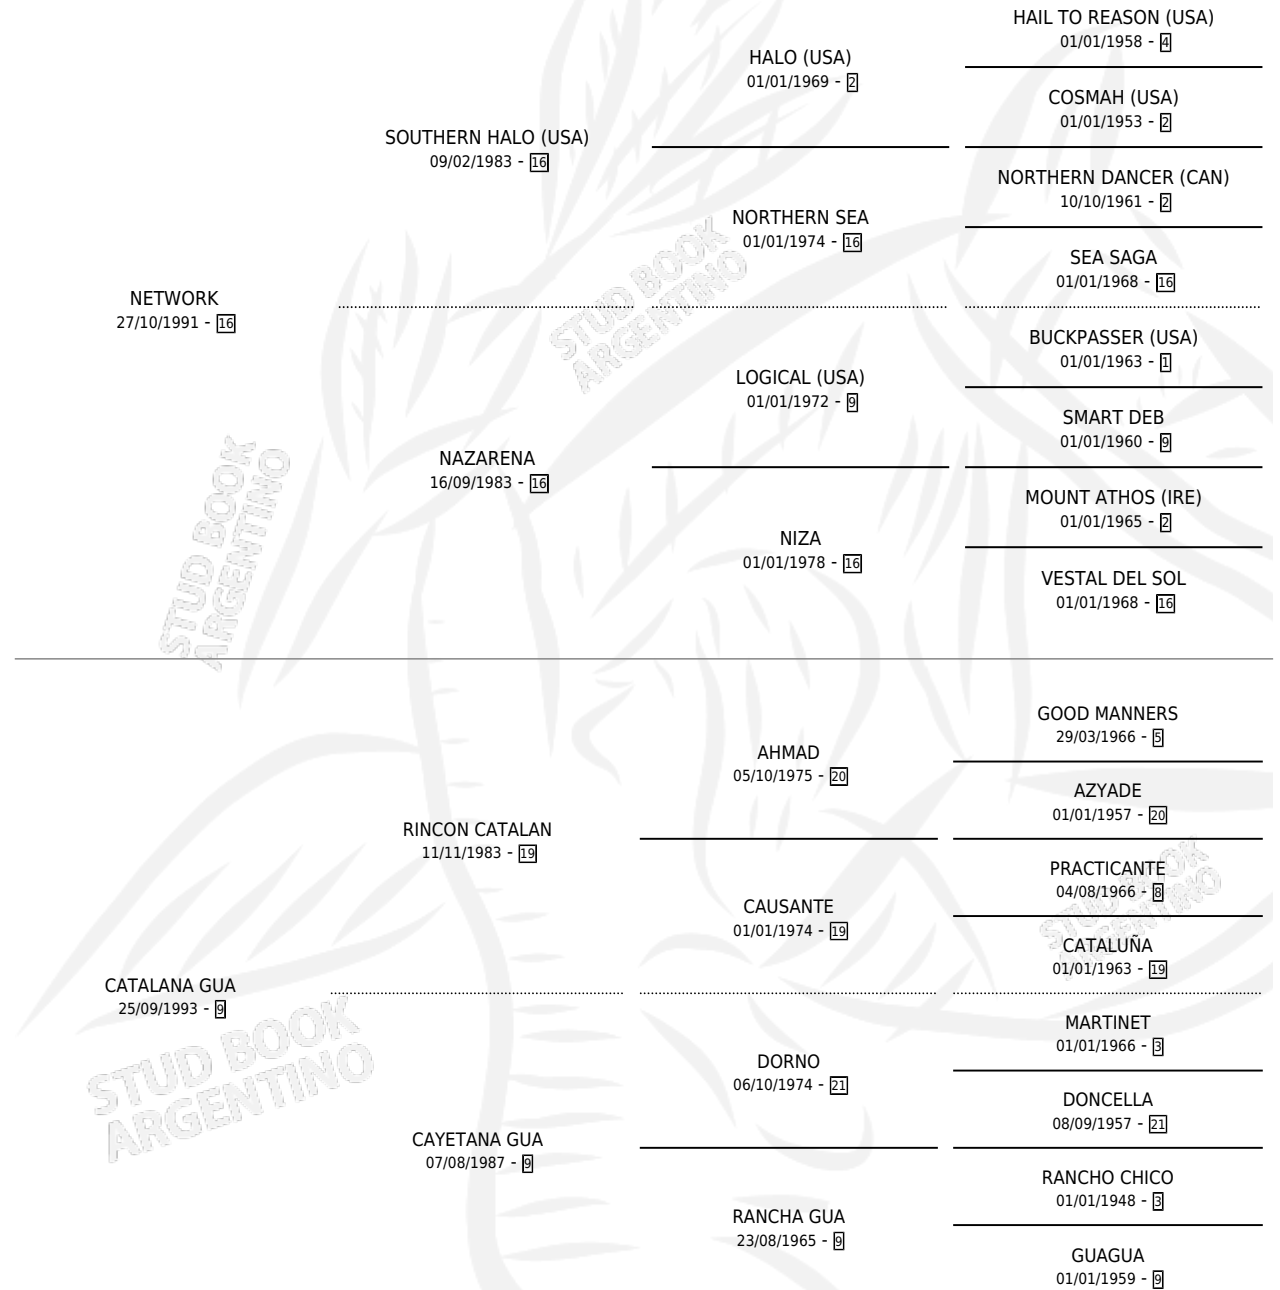 HAIL TO REASON (USA)
01/01/1958 - 4
HALO (USA)
01/01/1969 - 2
COSMAH (USA)
01/01/1953 - 2
SOUTHERN HALO (USA)
09/02/1983 - 16
NORTHERN DANCER (CAN)
10/10/1961 - 2
NORTHERN SEA
01/01/1974 - 16
SEA SAGA
01/01/1968 - 16
NETWORK
27/10/1991 - 16
BUCKPASSER (USA)
01/01/1963 - 1
LOGICAL (USA)
01/01/1972 - 9
SMART DEB
01/01/1960 - 9
NAZARENA
16/09/1983 - 16
MOUNT ATHOS (IRE)
01/01/1965 - 2
NIZA
01/01/1978 - 16
VESTAL DEL SOL
01/01/1968 - 16
GOOD MANNERS
29/03/1966 - 5
AHMAD
05/10/1975 - 20
AZYADE
01/01/1957 - 20
RINCON CATALAN
11/11/1983 - 19
PRACTICANTE
04/08/1966 - 8
CAUSANTE
01/01/1974 - 19
CATALUÑA
01/01/1963 - 19
CATALANA GUA
25/09/1993 - 9
MARTINET
01/01/1966 - 3
DORNO
06/10/1974 - 21
DONCELLA
08/09/1957 - 21
CAYETANA GUA
07/08/1987 - 9
RANCHO CHICO
01/01/1948 - 3
RANCHA GUA
23/08/1965 - 9
GUAGUA
01/01/1959 - 9
STUD BOOK
ARGENTINO
STUD BOOK
ARGENTINO
STUD BOOK
ARGENTINO
STUD BOOK
ARGENTINO